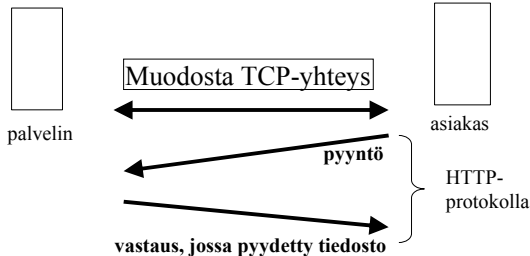 Muodosta TCP-yhteys
palvelin
asiakas
pyyntö
HTTP-
protokolla
vastaus, jossa pyydetty tiedosto